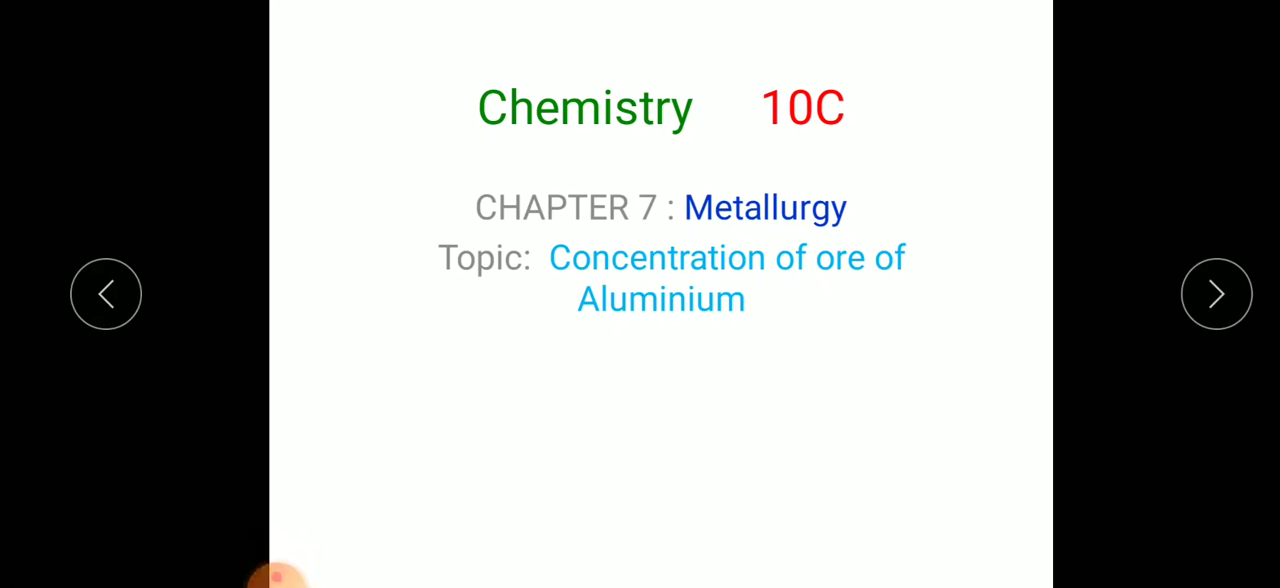 Chemistry 10C
CHAPTER 7 : Metallurgy
Topic: Concentration of ore of
Aluminium